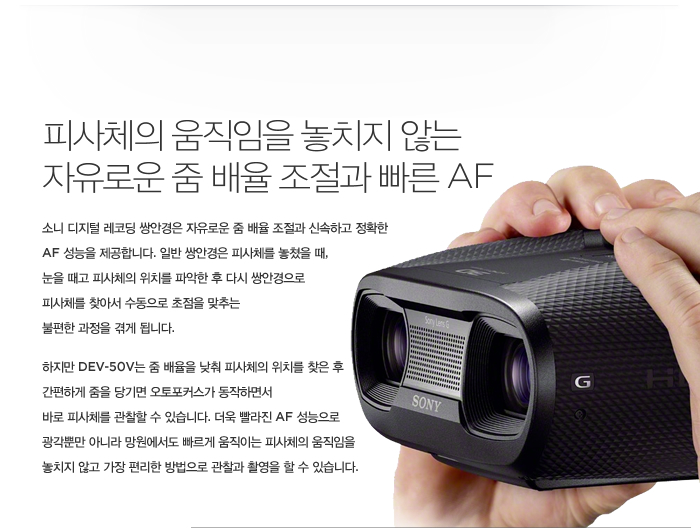 피사체의 움직임을 놓치지 않는
자유로운 줌 배율 조절과 빠른 AF
소니 디지털 레코딩 쌍안경은 자유로운 줌 배율 조절과 신속하고 정확한
AF 성능을 제공합니다. 일반 쌍안경은 피사체를 놓쳤을 때,
눈을 때고 피사체의 위치를 파악한 후 다시 쌍안경으로
피사체를 찾아서 수동으로 초점을 맞추는
불편한 과정을 겪게 됩니다.
하지만 DEV-50V는 줌 배율을 낮춰 피사체의 위치를 찾은 후
간편하게 줌을 당기면 오토포커스가 동작하면서
바로 피사체를 관찰할 수 있습니다. 더욱 빨라진 AF 성능으로
광각뿐만 아니라 망원에서도 빠르게 움직이는 피사체의 움직임을
놓치지 않고 가장 편리한 방법으로 관찰과 촬영을 할 수 있습니다.
Sony Lens G
SONY
G